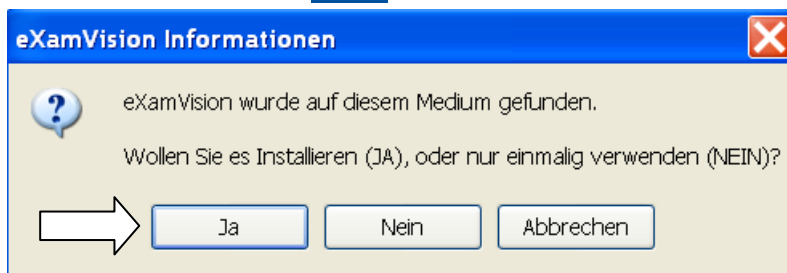 eXamVision Informationen
eXamVision wurde auf diesem Medium gefunden.
Wollen Sie es Installieren (JA), oder nur einmalig verwenden (NEIN)?
Ja Nein Abbrechen